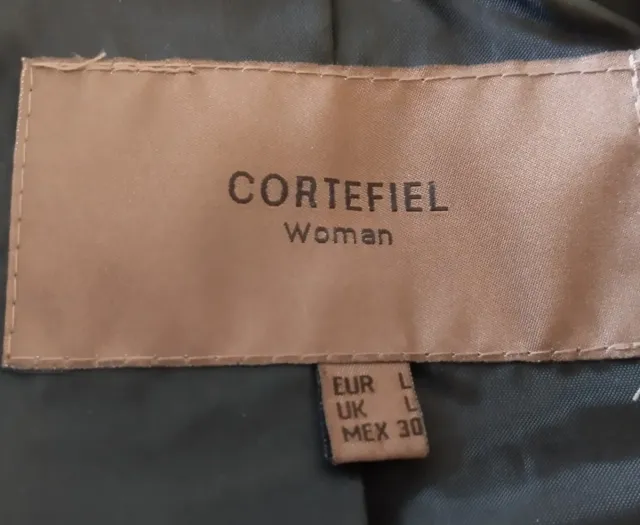 CORTEFIEL
Woman
EUR L
UK L
MEX 30